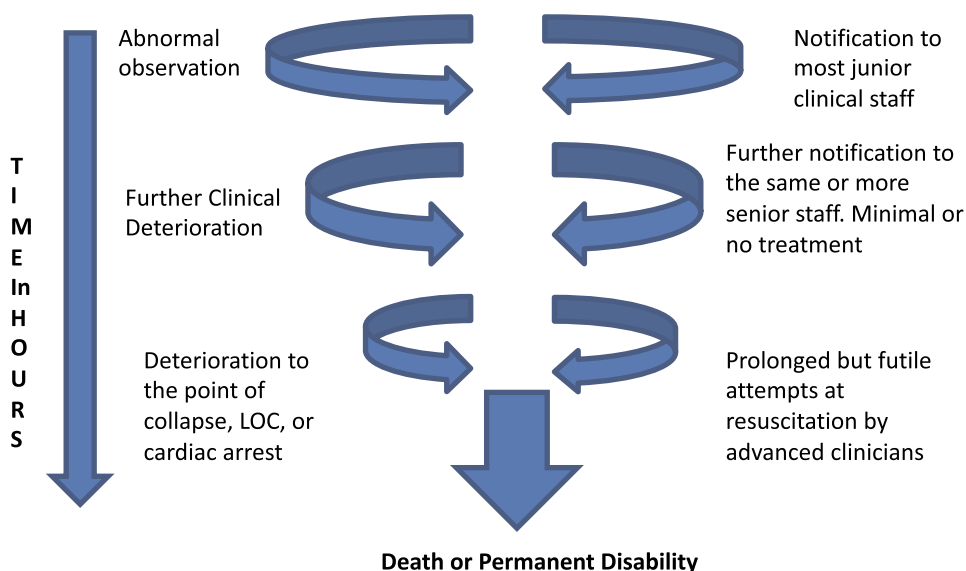 Abnormal
observation
Notification to
most junior
clinical staff
T
I
M
E
In
H
O
U
R
S
Further Clinical
Deterioration
Further notification to
the same or more
senior staff. Minimal or
no treatment
Deterioration to
the point of
collapse, LOC, or
cardiac arrest
Prolonged but futile
attempts at
resuscitation by
advanced clinicians
Death or Permanent Disability